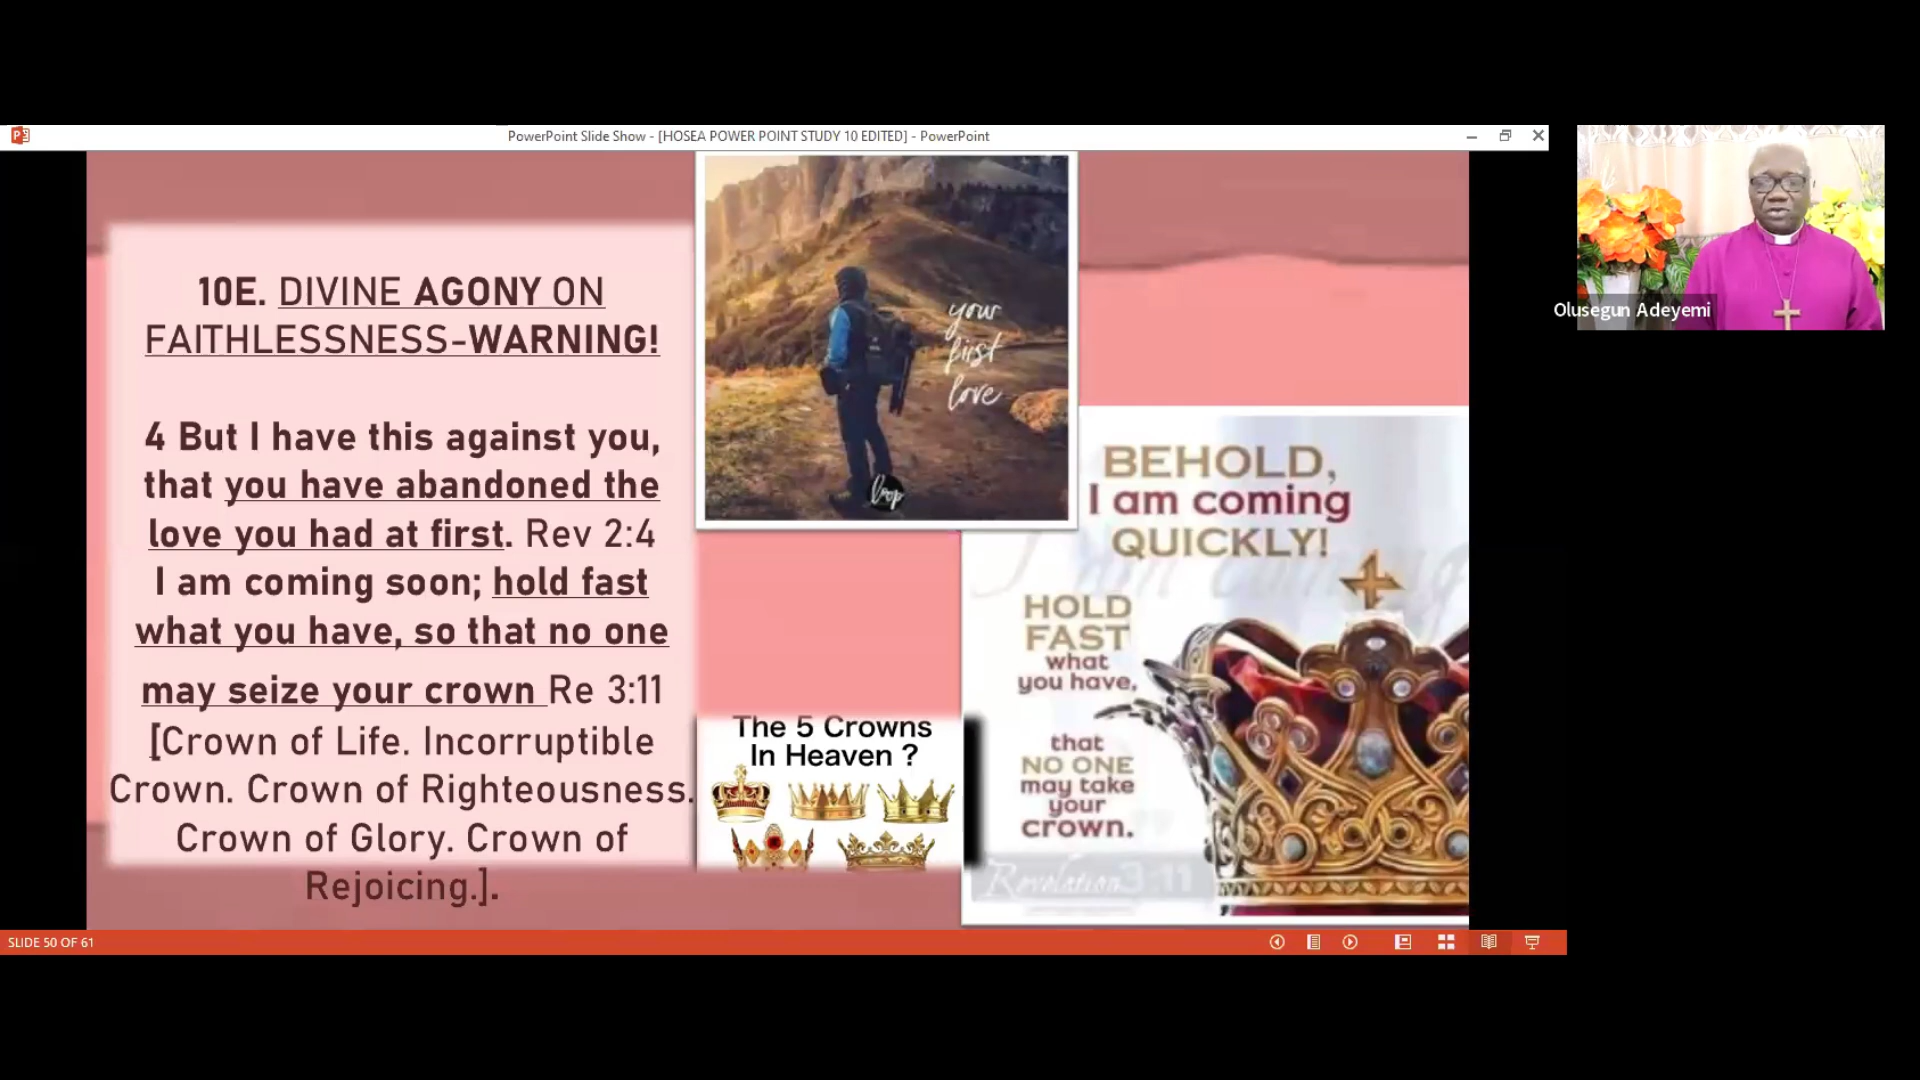 PowerPoint Slide Show - [HOSEA POWER POINT STUDY 10 EDITED] - PowerPoint
10E. DIVINE AGONY ON
FAITHLESSNESS-WARNING!
4 But I have this against you,
that you have abandoned the
love you had at first. Rev 2:4
I am coming soon; hold fast
what you have, so that no one
may seize your crown Re 3:11
[Crown of Life. Incorruptible
Crown. Crown of Righteousness.
Crown of Glory. Crown of
Rejoicing.].
your
first
love
loop
The 5 Crowns
In Heaven ?
BEHOLD,
I am coming
QUICKLY!
HOLD
FAST
what
you have,
that
NO ONE
may take
your
crown.
Revelation 3:11
Olusegun Adeyemi
SLIDE 50 OF 61